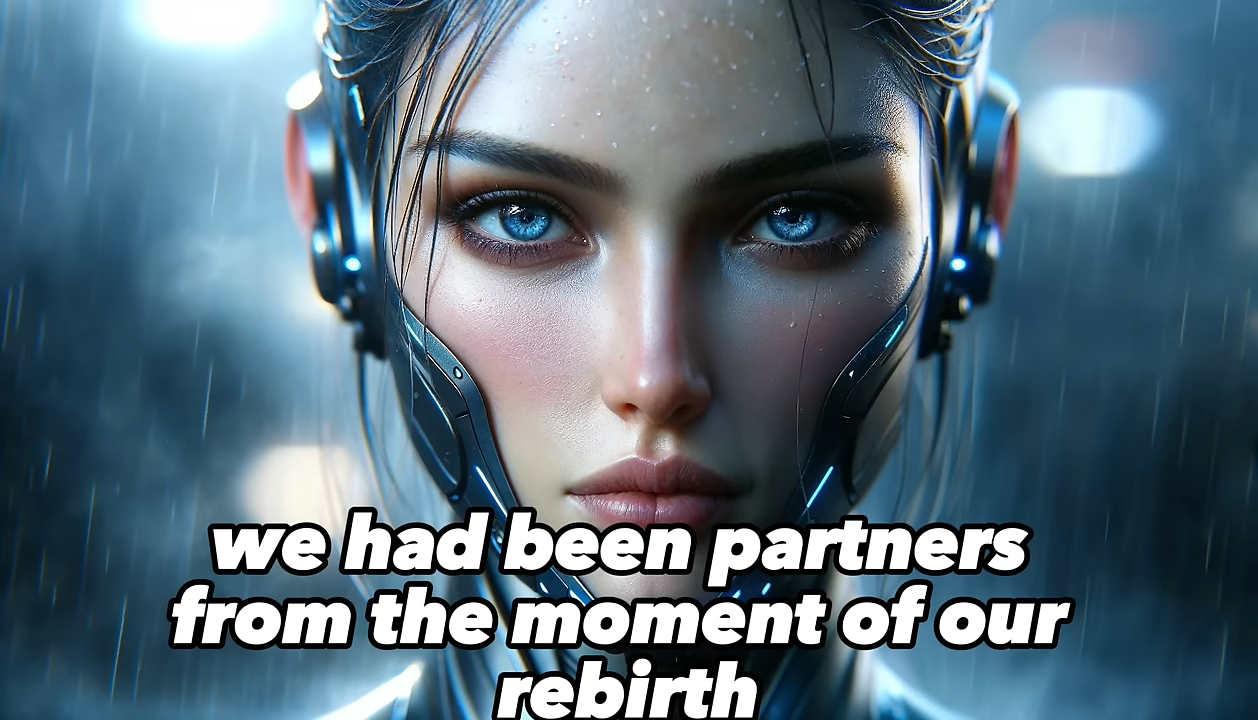 we had been partners
from the moment of our
rebirth